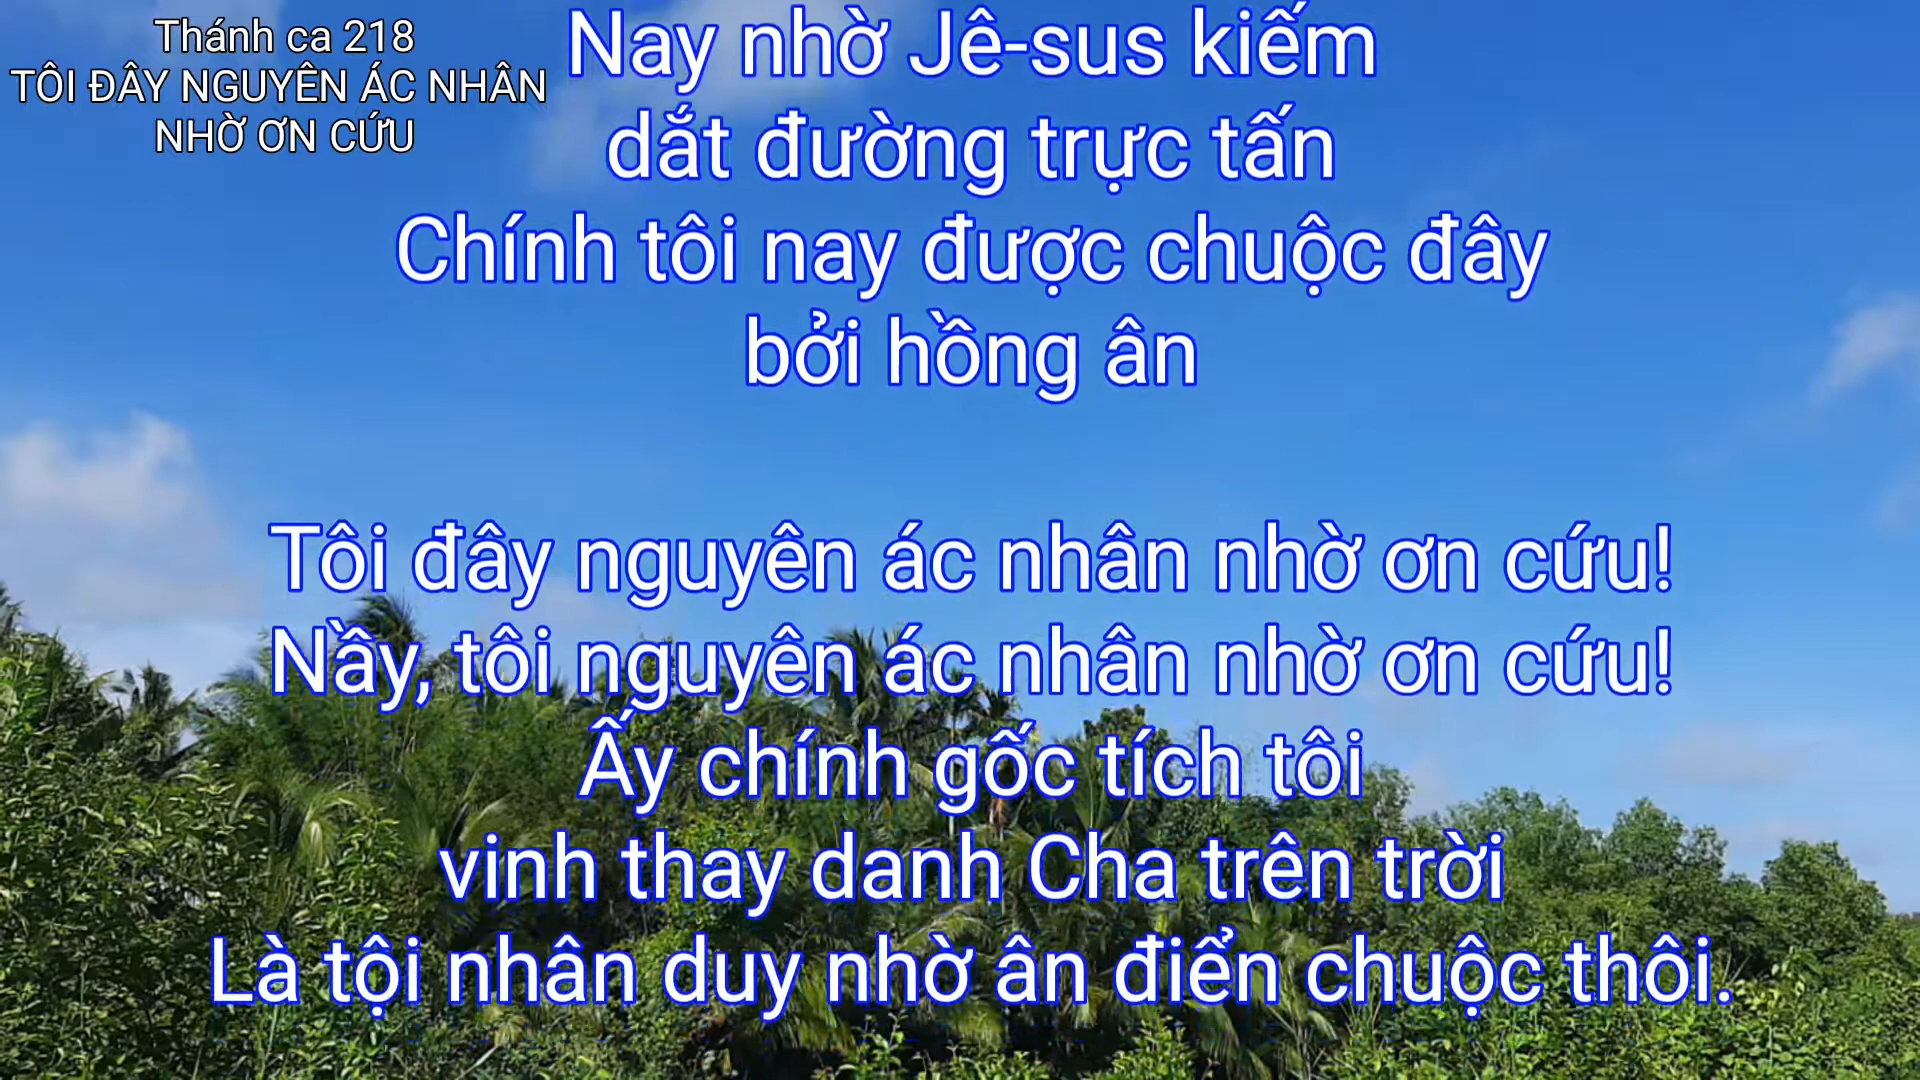 Thánh ca 218
TÔI ĐÂY NGUYÊN ÁC NHÂN
NHỜ ƠN CỨU
Nay nhờ Jê-sus kiếm
dắt đường trực tấn
Chính tôi nay được chuộc đây
bởi hồng ân
Tôi đây nguyên ác nhân nhờ ơn cứu!
Nầy, tôi nguyên ác nhân nhờ ơn cứu!
Ấy chính gốc tích tôi
vinh thay danh Cha trên trời
Là tội nhân duy nhờ ân điển chuộc thôi.